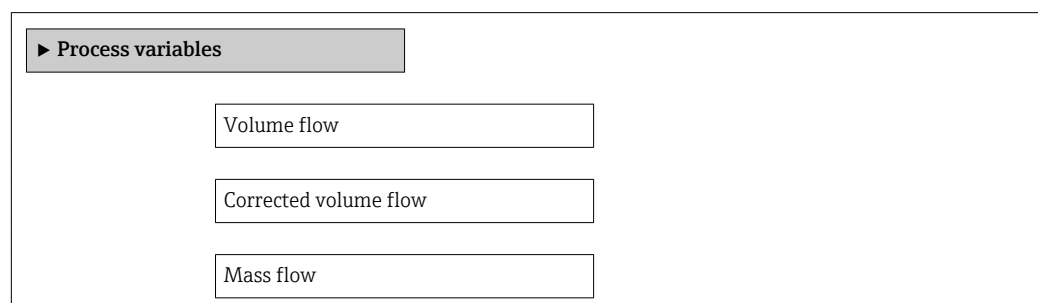 ▶ Process variables
Volume flow
Corrected volume flow
Mass flow